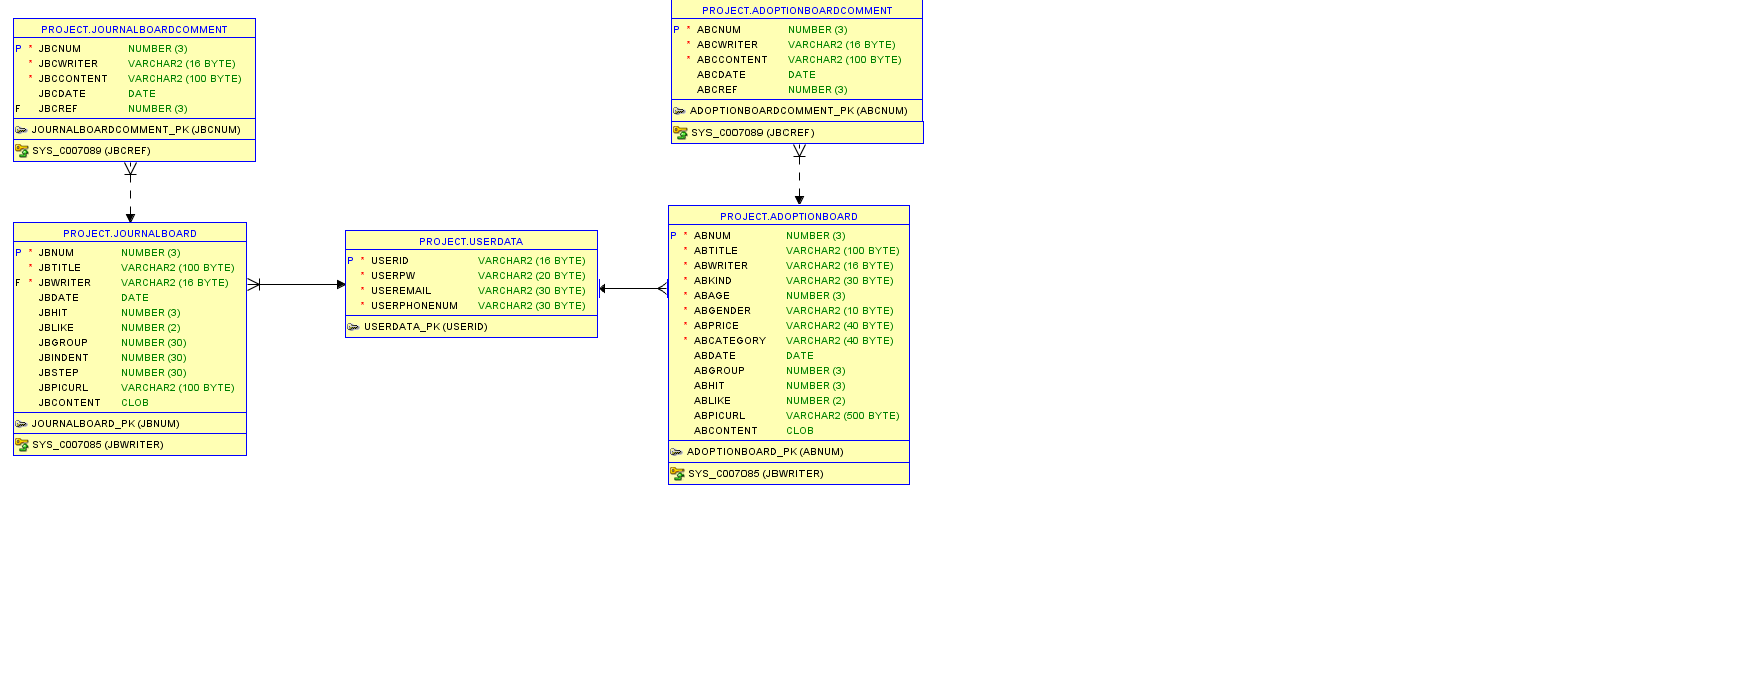 PROJECT.JOURNALBOARDCOMMENT
P * JBCNUM NUMBER (3)
* JBCWRITER VARCHAR2 (16 BYTE)
* JBCCONTENT VARCHAR2 (100 BYTE)
JBCDATE DATE
F JBCREF NUMBER (3)
JOURNALBOARDCOMMENT_PK (JBCNUM)
SYS_C007089 (JBCREF)
PROJECT.ADOPTIONBOARDCOMMENT
P * ABCNUM NUMBER (3)
* ABCWRITER VARCHAR2 (16 BYTE)
* ABCCONTENT VARCHAR2 (100 BYTE)
ABCDATE DATE
ABCREF NUMBER (3)
ADOPTIONBOARDCOMMENT_PK (ABCNUM)
SYS_C007089 (JBCREF)
PROJECT.JOURNALBOARD
P * JBNUM NUMBER (3)
* JBTITLE VARCHAR2 (100 BYTE)
F * JBWRITER VARCHAR2 (16 BYTE)
JBDATE DATE
JBHIT NUMBER (3)
JBLIKE NUMBER (2)
JBGROUP NUMBER (30)
JBINDENT NUMBER (30)
JBSTEP NUMBER (30)
JBPICURL VARCHAR2 (100 BYTE)
JBCONTENT CLOB
JOURNALBOARD_PK (JBNUM)
SYS_C007085 (JBWRITER)
PROJECT.USERDATA
P * USERID VARCHAR2 (16 BYTE)
* USERPW VARCHAR2 (20 BYTE)
* USEREMAIL VARCHAR2 (30 BYTE)
* USERPHONENUM VARCHAR2 (30 BYTE)
USERDATA_PK (USERID)
PROJECT.ADOPTIONBOARD
P * ABNUM NUMBER (3)
* ABTITLE VARCHAR2 (100 BYTE)
* ABWRITER VARCHAR2 (16 BYTE)
* ABKIND VARCHAR2 (30 BYTE)
* ABAGE NUMBER (3)
* ABGENDER VARCHAR2 (10 BYTE)
* ABPRICE VARCHAR2 (40 BYTE)
* ABCATEGORY VARCHAR2 (40 BYTE)
ABDATE DATE
ABGROUP NUMBER (3)
ABHIT NUMBER (3)
ABLIKE NUMBER (2)
ABPICURL VARCHAR2 (500 BYTE)
ABCONTENT CLOB
ADOPTIONBOARD_PK (ABNUM)
SYS_C007085 (JBWRITER)